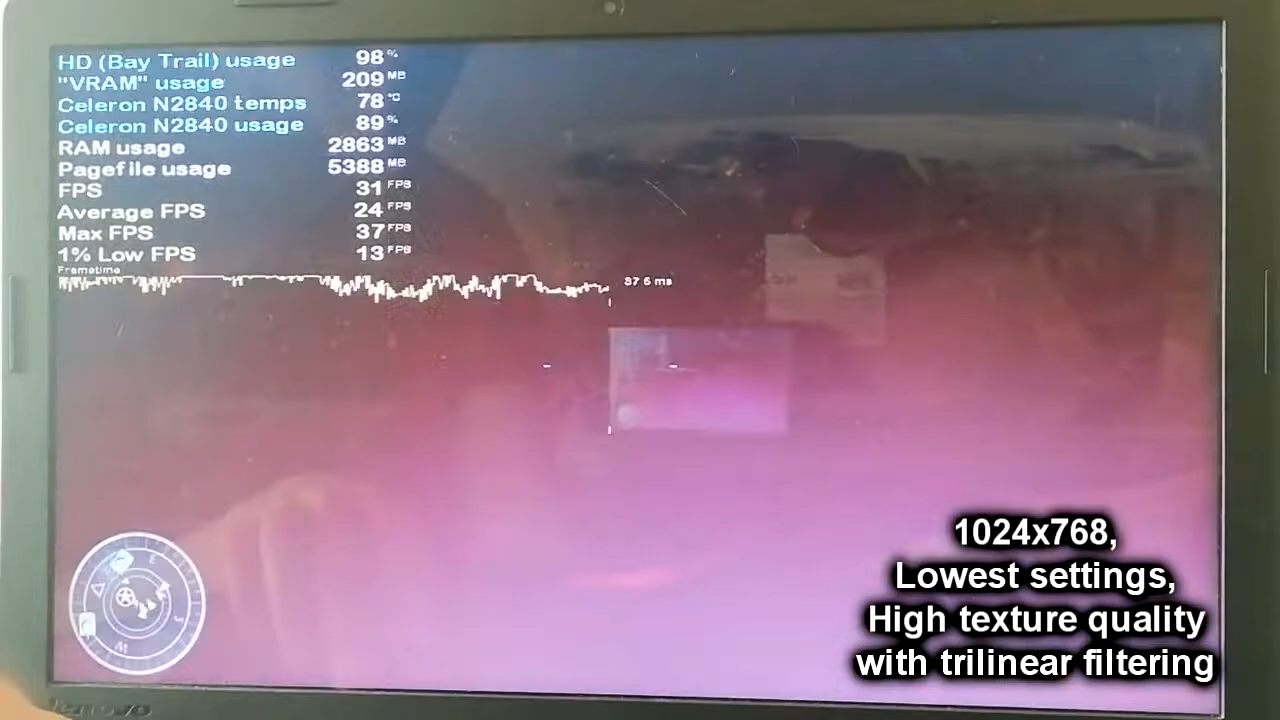 HD (Bay Trail) usage 98 %
"VRAM" usage 209 MB
Celeron N2840 temps 78 °C
Celeron N2840 usage 89 %
RAM usage 2863 MB
Pagefile usage 5388 MB
FPS 31 FPS
Average FPS 24 FPS
Max FPS 37 FPS
1% Low FPS 13 FPS
Frametime
37.6 ms
E
S
W
1024x768,
Lowest settings,
High texture quality
with trilinear filtering
lenovo